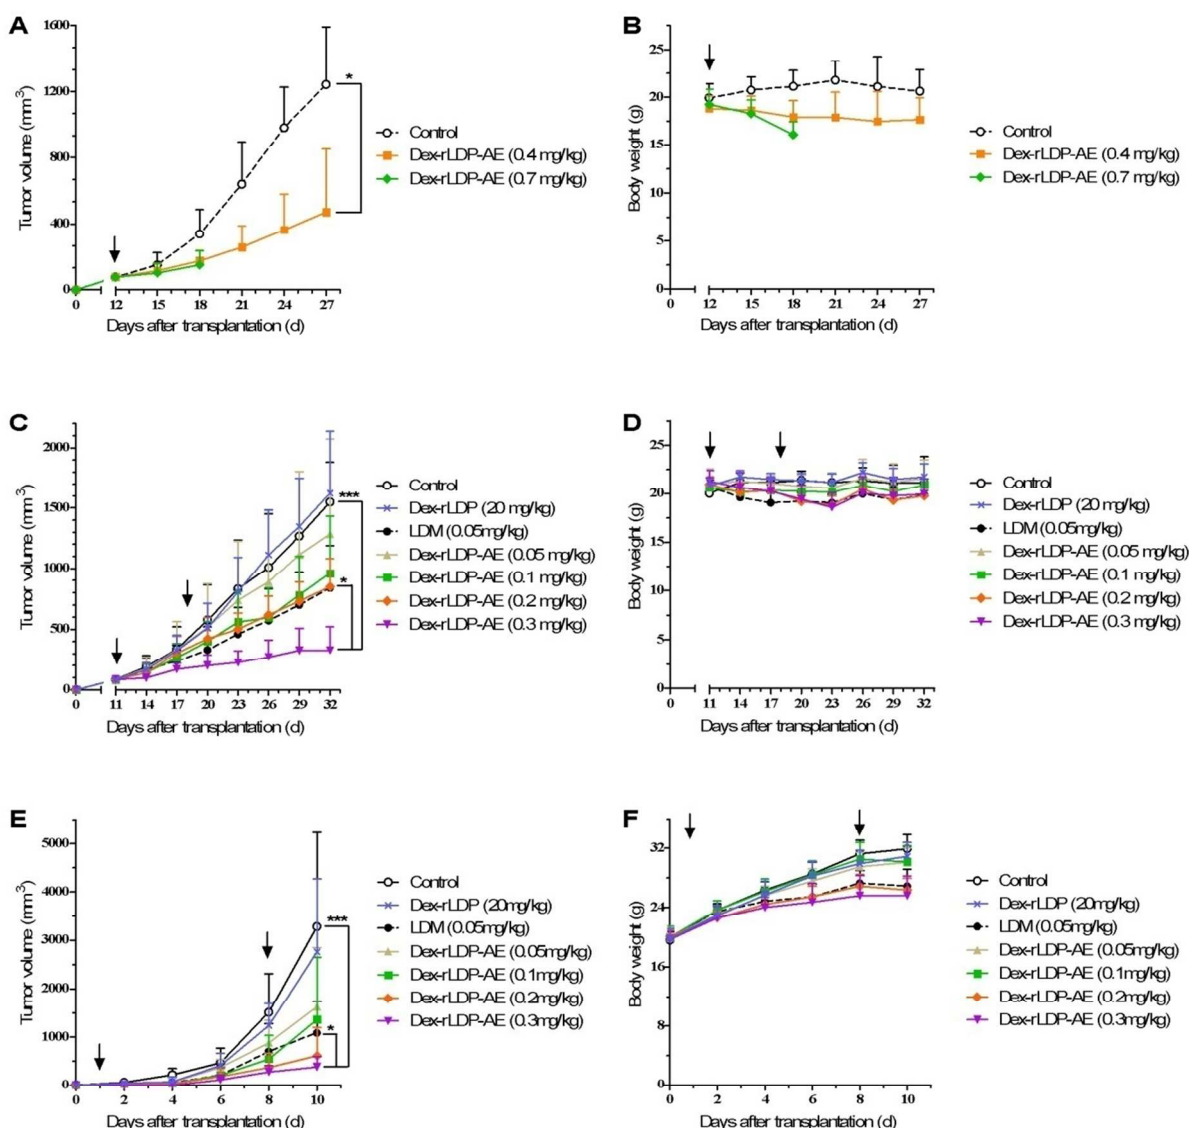 A
Tumor volume (mm³)
1600
1200
800
400
0
0 12 15 18 21 24 27
Days after transplantation (d)
*
Control
Dex-rLDP-AE (0.4 mg/kg)
Dex-rLDP-AE (0.7 mg/kg)
B
Body weight (g)
25
20
15
10
5
0
0 12 15 18 21 24 27
Days after transplantation (d)
Control
Dex-rLDP-AE (0.4 mg/kg)
Dex-rLDP-AE (0.7 mg/kg)
C
Tumor volume (mm³)
2000
1500
1000
500
0
0 11 14 17 20 23 26 29 32
Days after transplantation (d)
***
*
Control
Dex-rLDP (20 mg/kg)
LDM (0.05mg/kg)
Dex-rLDP-AE (0.05 mg/kg)
Dex-rLDP-AE (0.1 mg/kg)
Dex-rLDP-AE (0.2 mg/kg)
Dex-rLDP-AE (0.3 mg/kg)
D
Body weight (g)
25
20
15
10
5
0
0 11 14 17 20 23 26 29 32
Days after transplantation (d)
Control
Dex-rLDP (20 mg/kg)
LDM (0.05mg/kg)
Dex-rLDP-AE (0.05 mg/kg)
Dex-rLDP-AE (0.1 mg/kg)
Dex-rLDP-AE (0.2 mg/kg)
Dex-rLDP-AE (0.3 mg/kg)
E
Tumor volume (mm³)
5000
4000
3000
2000
1000
0
0 2 4 6 8 10
Days after transplantation (d)
***
*
Control
Dex-rLDP (20mg/kg)
LDM (0.05mg/kg)
Dex-rLDP-AE (0.05mg/kg)
Dex-rLDP-AE (0.1mg/kg)
Dex-rLDP-AE (0.2mg/kg)
Dex-rLDP-AE (0.3mg/kg)
F
Body weight (g)
32
24
16
8
0
0 2 4 6 8 10
Days after transplantation (d)
Control
Dex-rLDP (20mg/kg)
LDM (0.05mg/kg)
Dex-rLDP-AE (0.05mg/kg)
Dex-rLDP-AE (0.1mg/kg)
Dex-rLDP-AE (0.2mg/kg)
Dex-rLDP-AE (0.3mg/kg)